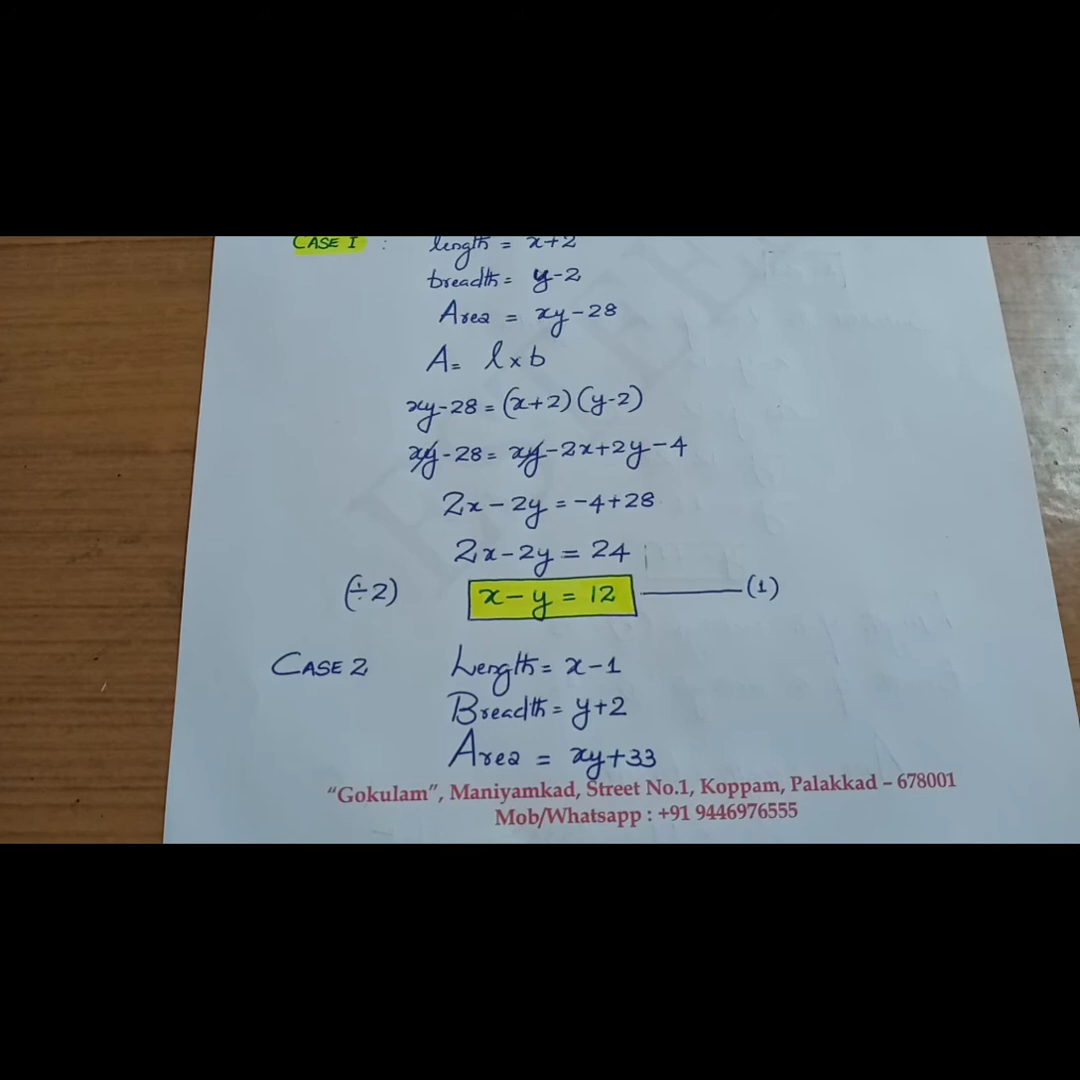 CASE I : length = x+2
breadth = y-2
Area = xy-28
A = l×b
xy-28 = (x+2)(y-2)
xy-28 = xy-2x+2y-4
2x-2y = -4+28
2x-2y = 24
(÷2) x-y = 12 ———(1)
CASE 2 Length = x-1
Breadth = y+2
Area = xy+33
“Gokulam”, Maniyamkad, Street No.1, Koppam, Palakkad – 678001
Mob/Whatsapp : +91 9446976555